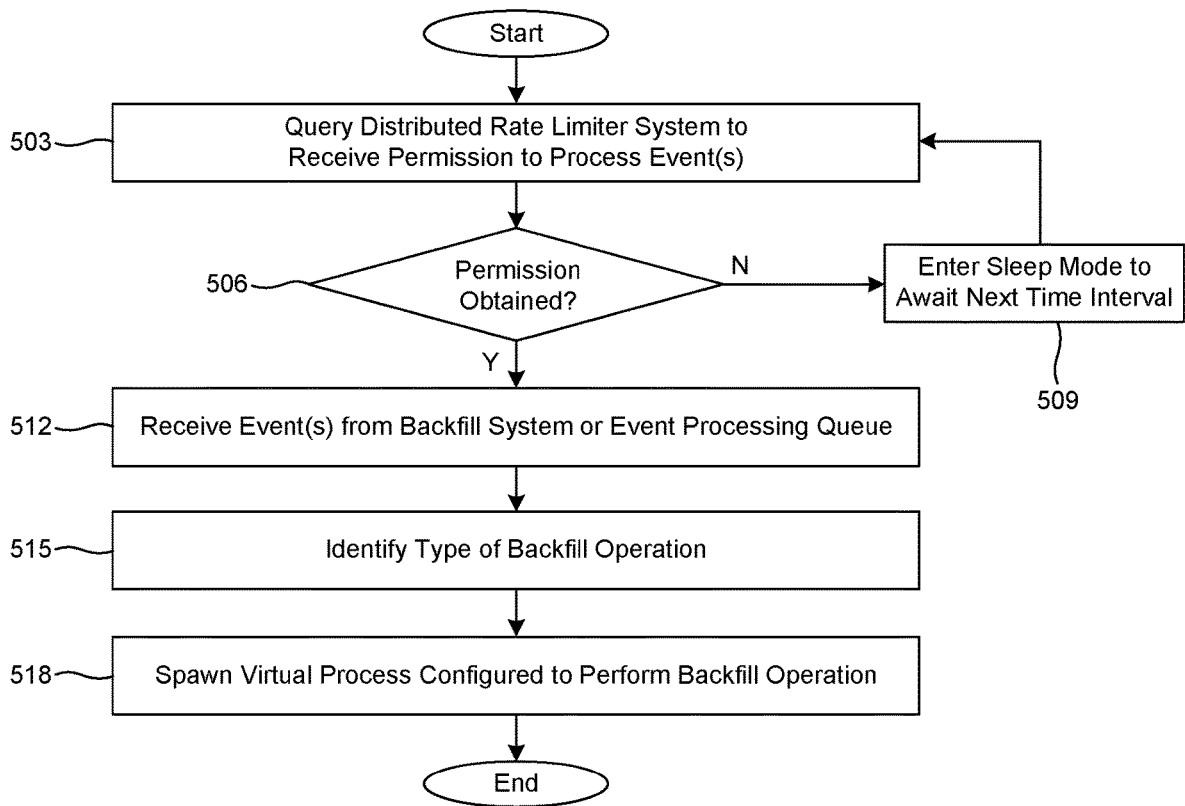 Start
503
Query Distributed Rate Limiter System to
Receive Permission to Process Event(s)
506
Permission
Obtained?
N
Enter Sleep Mode to
Await Next Time Interval
509
Y
512
Receive Event(s) from Backfill System or Event Processing Queue
515
Identify Type of Backfill Operation
518
Spawn Virtual Process Configured to Perform Backfill Operation
End